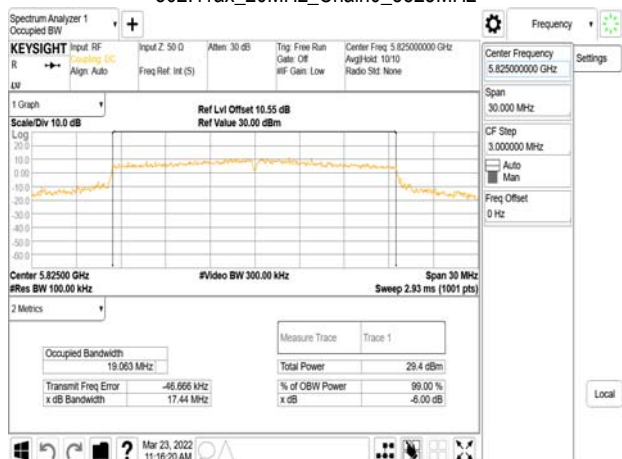 802.11ax_20MHz_Chain0_5825MHz
Spectrum Analyzer 1
Occupied BW
Frequency
KEYSIGHT
Input: RF
Coupling: DC
Align: Auto
Input Z: 50 Ω
Freq Ref: Int (S)
Atten: 30 dB
Trig: Free Run
Gate: Off
#IF Gain: Low
Center Freq: 5.825000000 GHz
Avg|Hold: 10/10
Radio Std: None
R
Center Frequency
5.825000000 GHz
Settings
Span
30.000 MHz
CF Step
3.000000 MHz
Auto
Man
Freq Offset
0 Hz
Local
1 Graph
Scale/Div 10.0 dB
Ref Lvl Offset 10.55 dB
Ref Value 30.00 dBm
Log
20.0
10.0
0.00
-10.0
-20.0
-30.0
-40.0
-50.0
-60.0
Center 5.82500 GHz
#Video BW 300.00 kHz
Span 30 MHz
#Res BW 100.00 kHz
Sweep 2.93 ms (1001 pts)
2 Metrics
Measure Trace
Trace 1
Occupied Bandwidth
19.063 MHz
Total Power
29.4 dBm
Transmit Freq Error
-46.666 kHz
% of OBW Power
99.00 %
x dB Bandwidth
17.44 MHz
x dB
-6.00 dB
?
Mar 23, 2022
11:16:20 AM